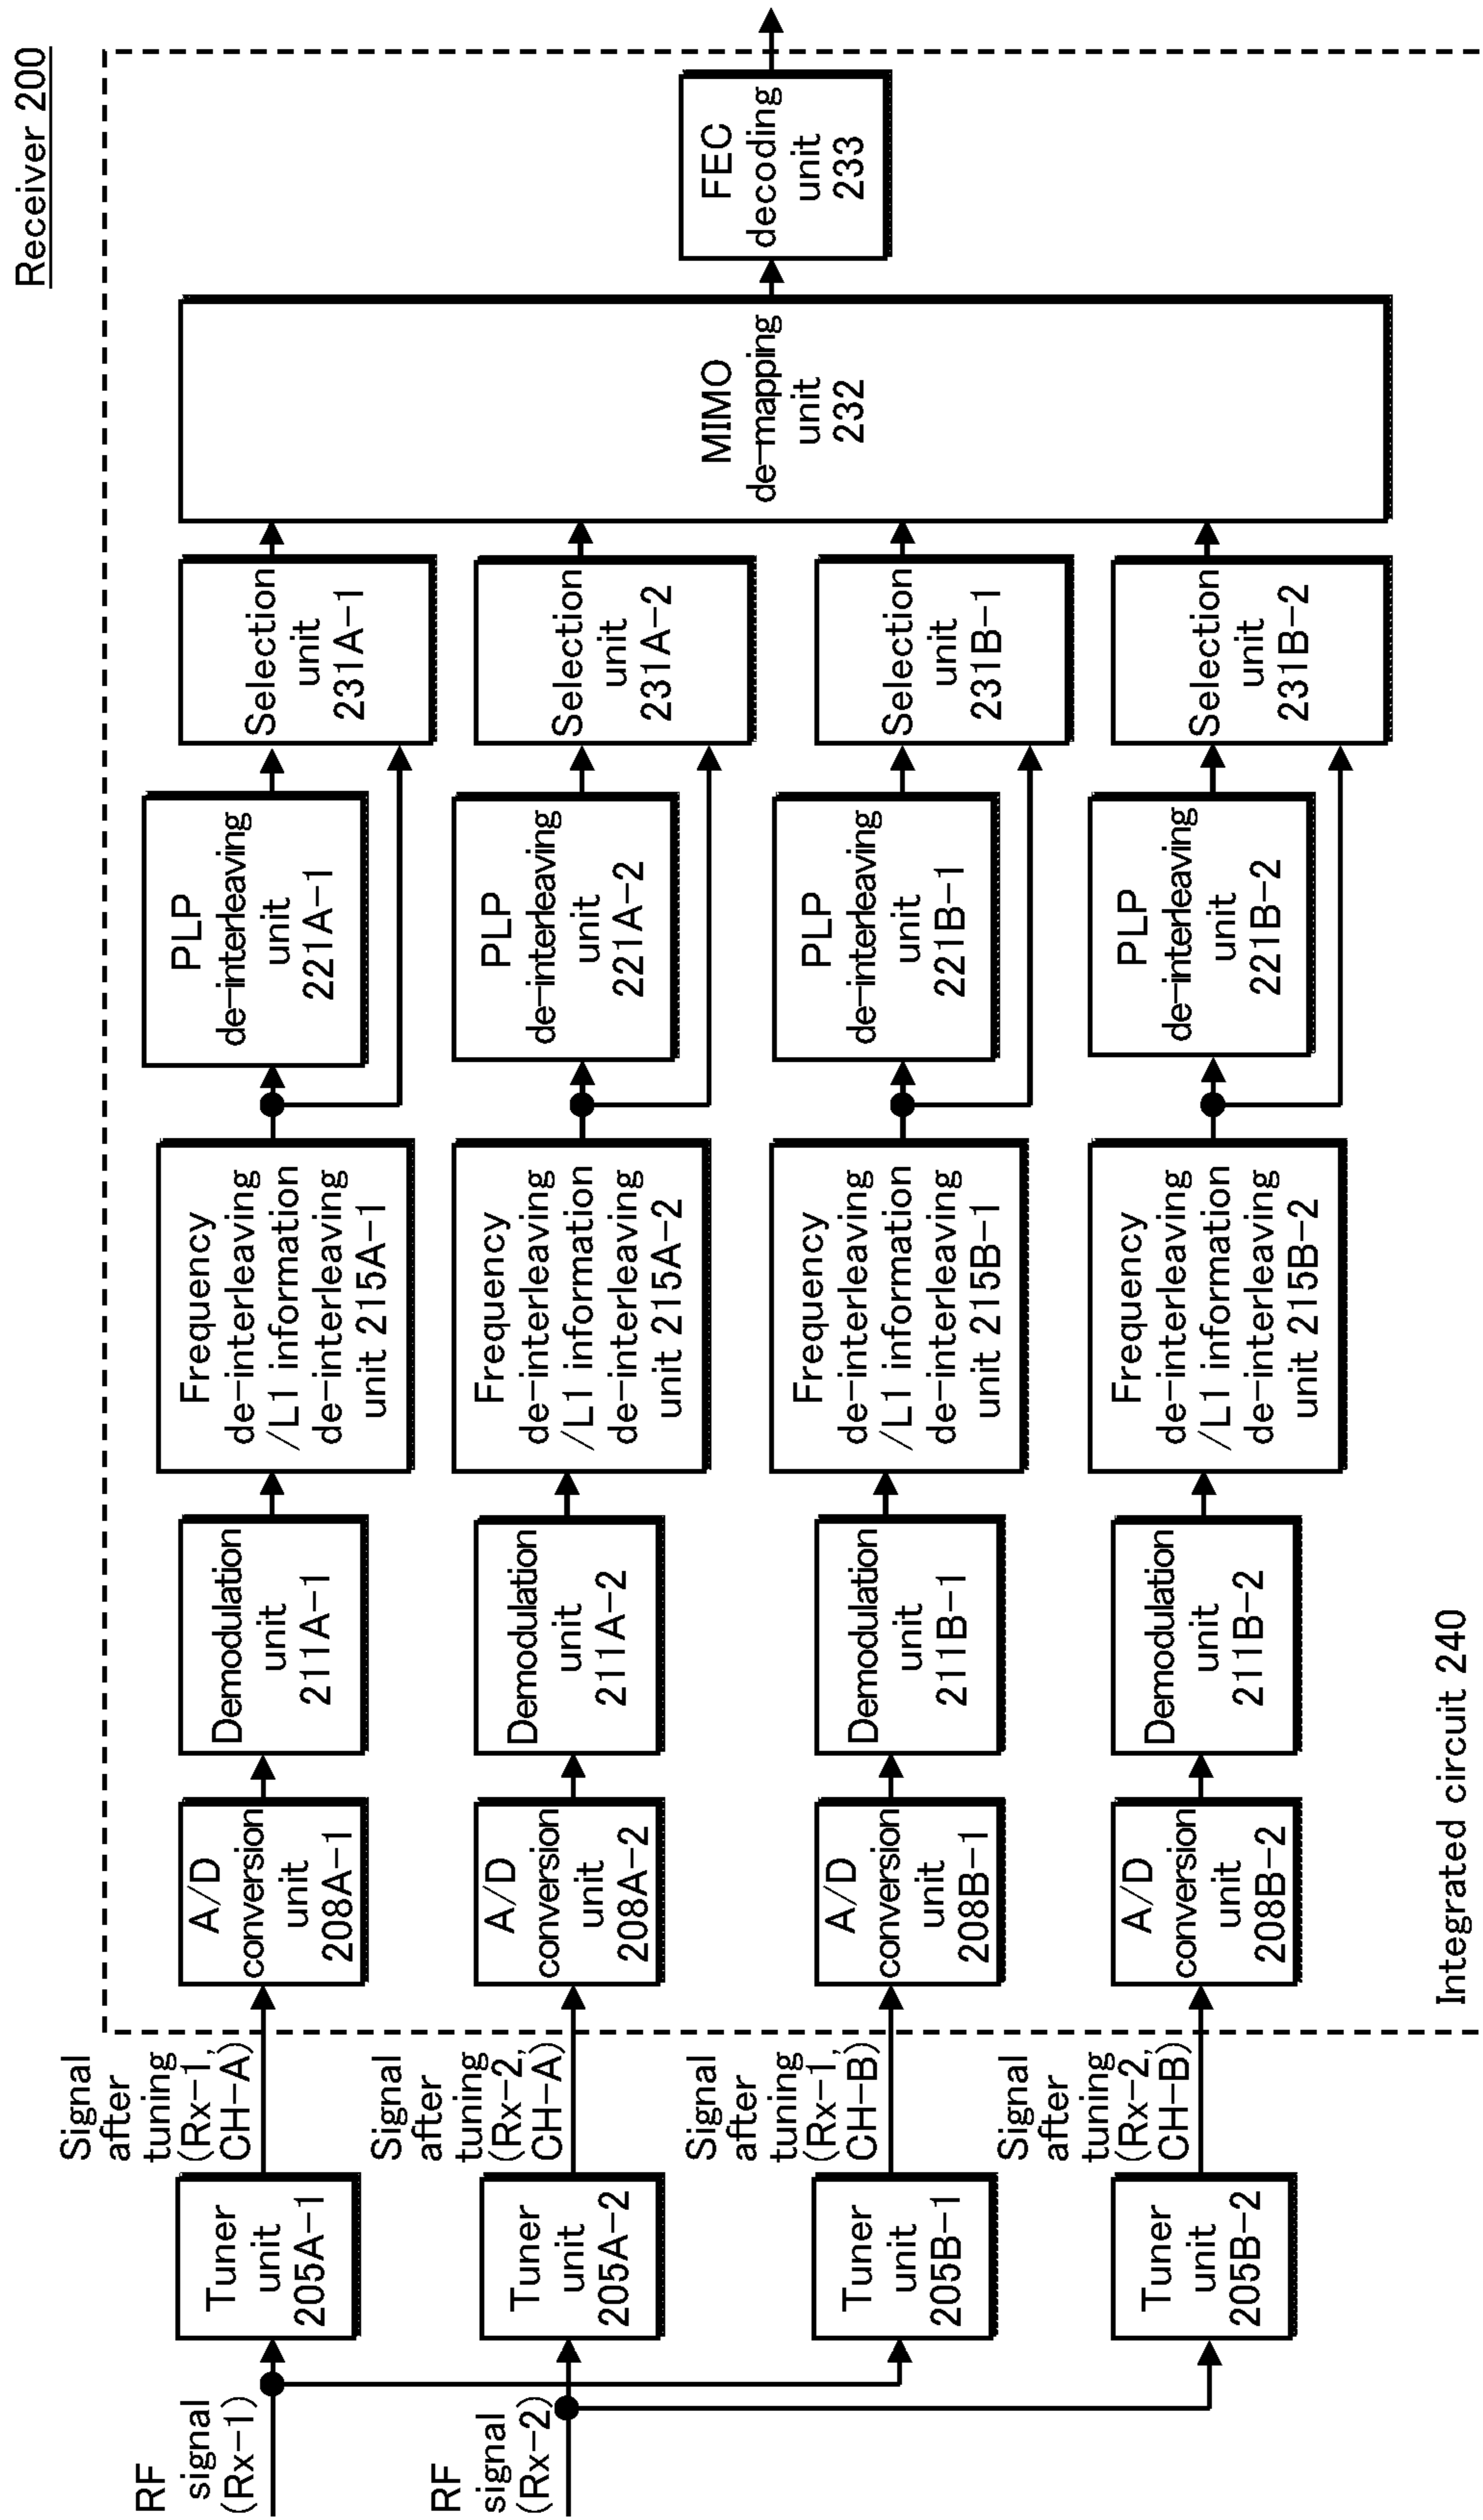 Receiver 200
RF
signal
(Rx-1)
Tuner
unit
205A-1
Signal
after
tuning
(Rx-1,
CH-A)
A/D
conversion
unit
208A-1
Demodulation
unit
211A-1
Frequency
de-interleaving
/L1 information
de-interleaving
unit 215A-1
PLP
de-interleaving
unit
221A-1
Selection
unit
231A-1
RF
signal
(Rx-2)
Tuner
unit
205A-2
Signal
after
tuning
(Rx-2,
CH-A)
A/D
conversion
unit
208A-2
Demodulation
unit
211A-2
Frequency
de-interleaving
/L1 information
de-interleaving
unit 215A-2
PLP
de-interleaving
unit
221A-2
Selection
unit
231A-2
MIMO
de-mapping
unit
232
FEC
decoding
unit
233
Tuner
unit
205B-1
Signal
after
tuning
(Rx-1,
CH-B)
A/D
conversion
unit
208B-1
Demodulation
unit
211B-1
Frequency
de-interleaving
/L1 information
de-interleaving
unit 215B-1
PLP
de-interleaving
unit
221B-1
Selection
unit
231B-1
Tuner
unit
205B-2
Signal
after
tuning
(Rx-2,
CH-B)
A/D
conversion
unit
208B-2
Demodulation
unit
211B-2
Frequency
de-interleaving
/L1 information
de-interleaving
unit 215B-2
PLP
de-interleaving
unit
221B-2
Selection
unit
231B-2
Integrated circuit 240